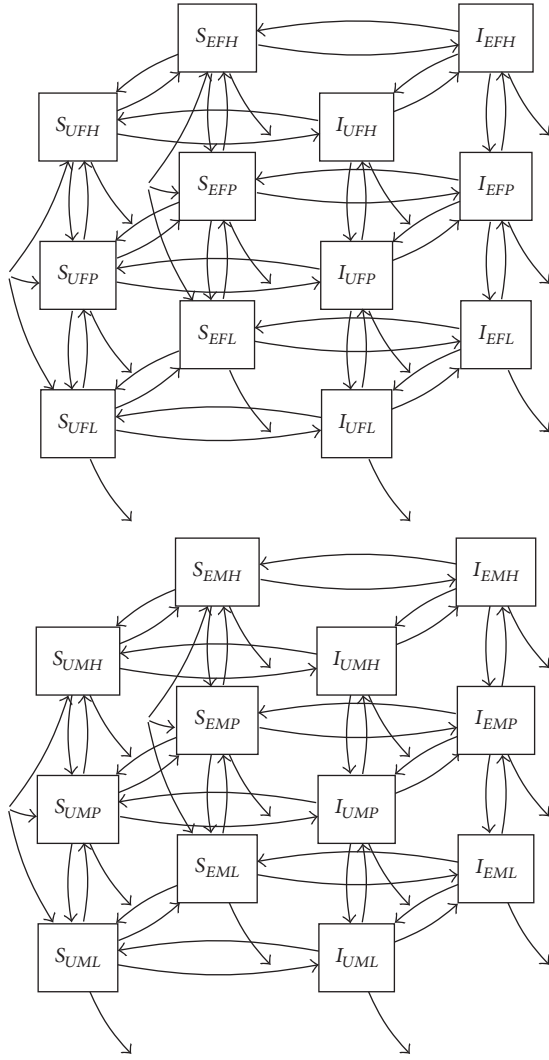 S_EFH I_EFH
S_UFH I_UFH
S_EFP I_EFP
S_UFP I_UFP
S_EFL I_EFL
S_UFL I_UFL
S_EMH I_EMH
S_UMH I_UMH
S_EMP I_EMP
S_UMP I_UMP
S_EML I_EML
S_UML I_UML